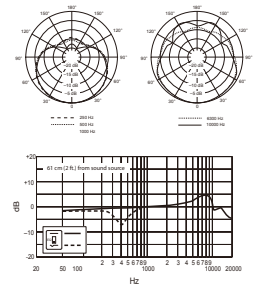 180° 180°
150° 150° 150° 150°
120° 120° 120° 120°
90° 90° 90° 90°
60° 60° 60° 60°
30° 30° 30° 30°
0 0
−20 dB −20 dB
−15 dB −15 dB
−10 dB −10 dB
−5 dB −5 dB
250 Hz
500 Hz
1000 Hz
10000 Hz
+20
+10
0
−10
−20
dB
61 cm (2 ft.) from sound source
20 50 100 2 3 4 5 6 7 8 9 1000 2 3 4 5 6 7 8 9 10000 20000
Hz